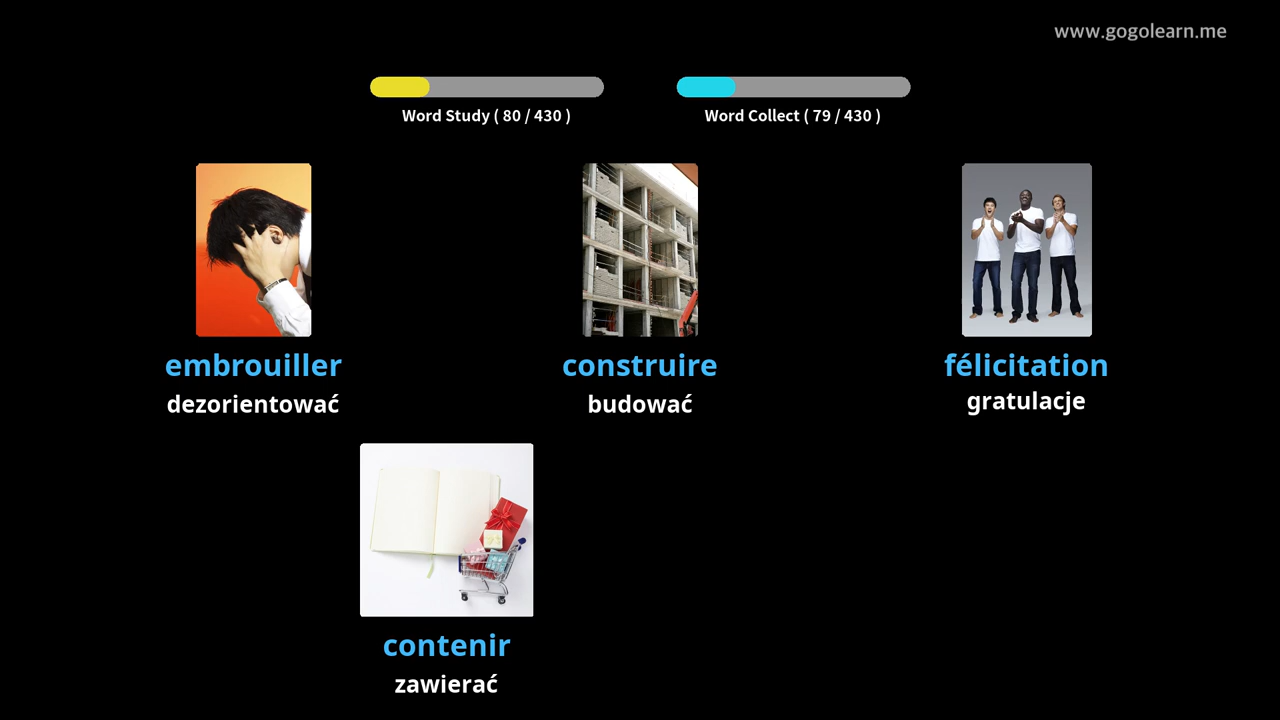 www.gogolearn.me
Word Study ( 80 / 430 )
Word Collect ( 79 / 430 )
embrouiller
dezorientować
construire
budować
félicitation
gratulacje
contenir
zawierać